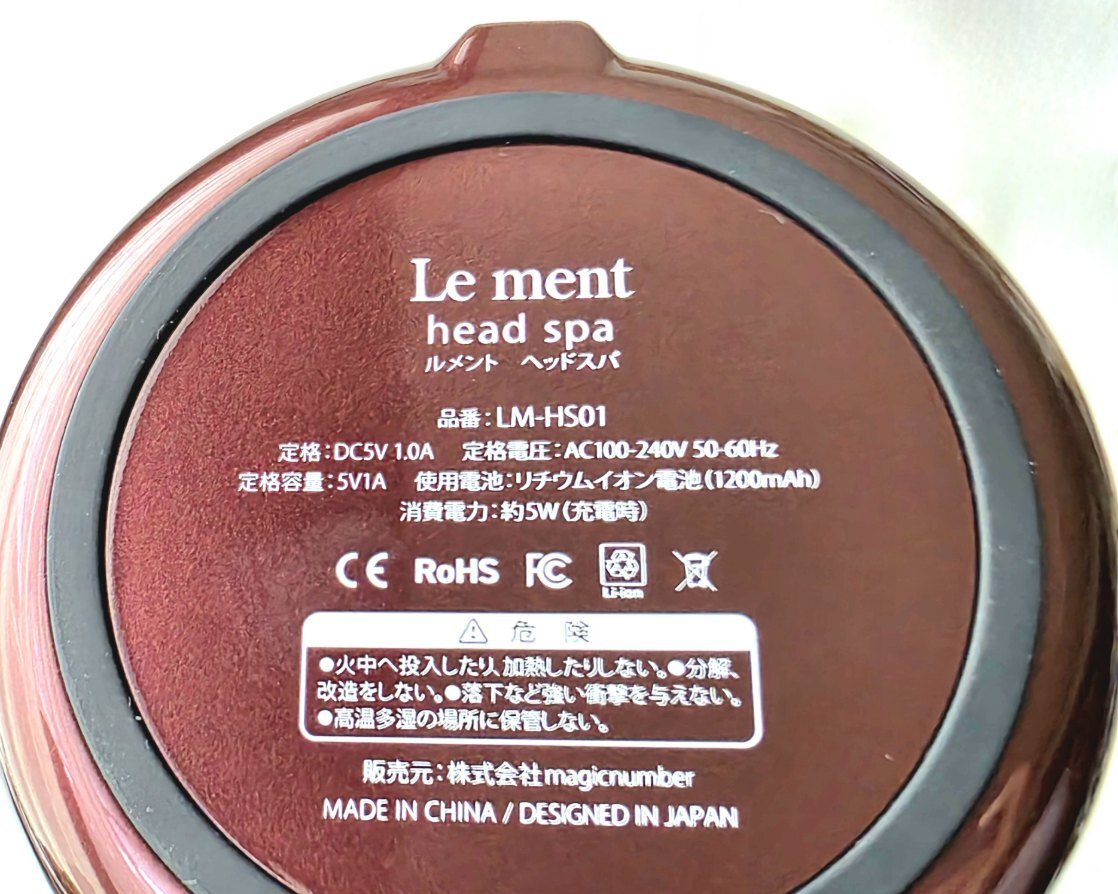 Le ment
head spa
ルメント ヘッドスパ
品番：LM-HS01
定格：DC5V 1.0A 定格電圧：AC100-240V 50-60Hz
定格容量：5V1A 使用電池：リチウムイオン電池（1200mAh）
消費電力：約5W（充電時）
CE RoHS FC Li-ion
危険
●火中へ投入したり、加熱したりしない。●分解、
改造をしない。●落下など強い衝撃を与えない。
●高温多湿の場所に保管しない。
販売元：株式会社magicnumber
MADE IN CHINA / DESIGNED IN JAPAN